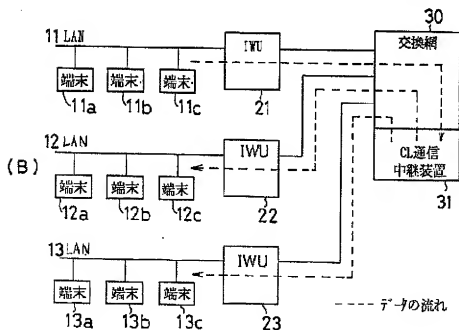 30
11 LAN
IWU
交換網
端末
端末
端末
11a
11b
11c
21
12 LAN
IWU
CL通信
中継装置
31
(B)
端末
端末
端末
12a
12b
12c
22
13 LAN
IWU
端末
端末
端末
13a
13b
13c
23
データの流れ